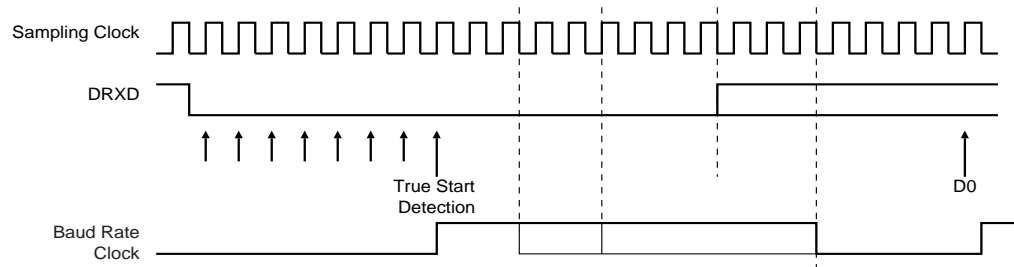 Sampling Clock
DRXD
True Start
Detection
D0
Baud Rate
Clock